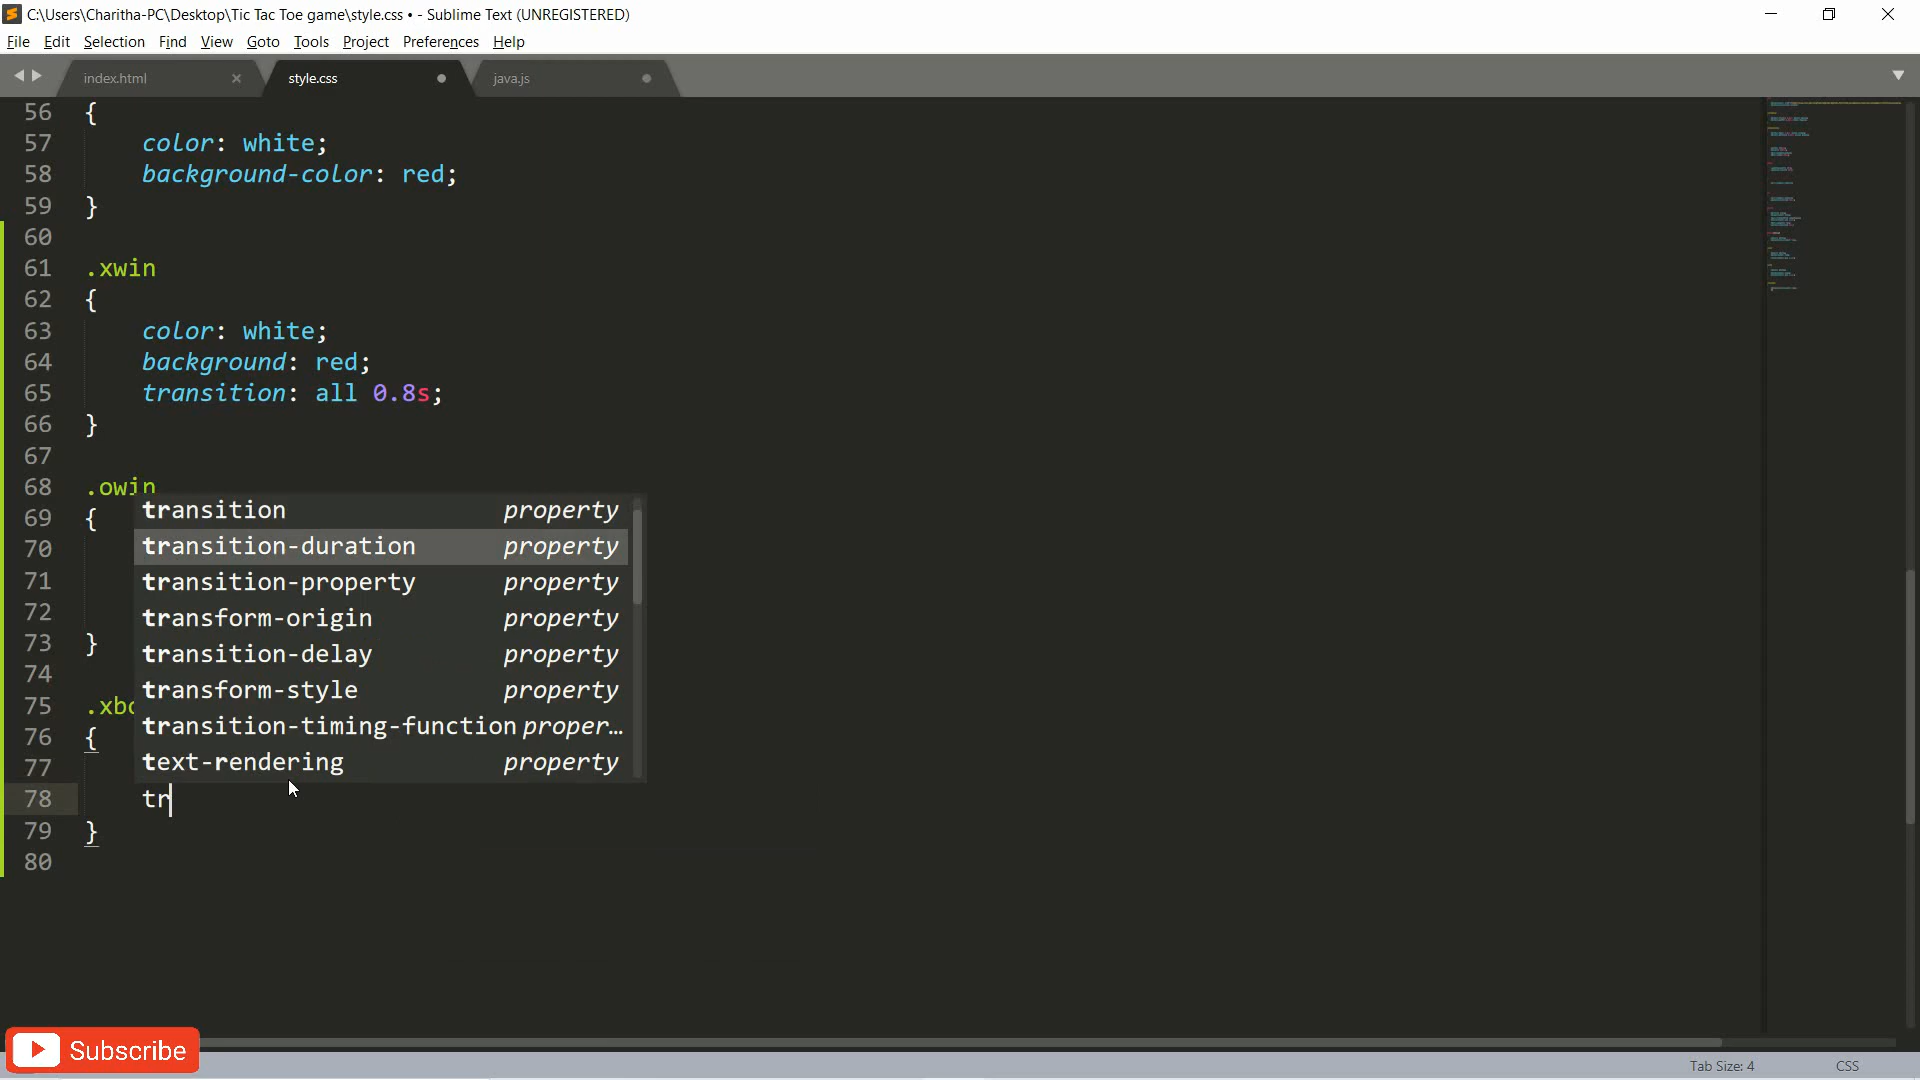 C:\Users\Charitha-PC\Desktop\Tic Tac Toe game\style.css • - Sublime Text (UNREGISTERED)
File Edit Selection Find View Goto Tools Project Preferences Help
index.html style.css java.js
56 {
57 color: white;
58 background-color: red;
59 }
60
61 .xwin
62 {
63 color: white;
64 background: red;
65 transition: all 0.8s;
66 }
67
68 .owin
69 {
transition property
70
transition-duration property
71
transition-property property
72
transform-origin property
73 }
transition-delay property
74
transform-style property
75 .xbo
76 {
transition-timing-function proper…
77
text-rendering property
78 tr
79 }
80
Subscribe
Tab Size: 4 CSS